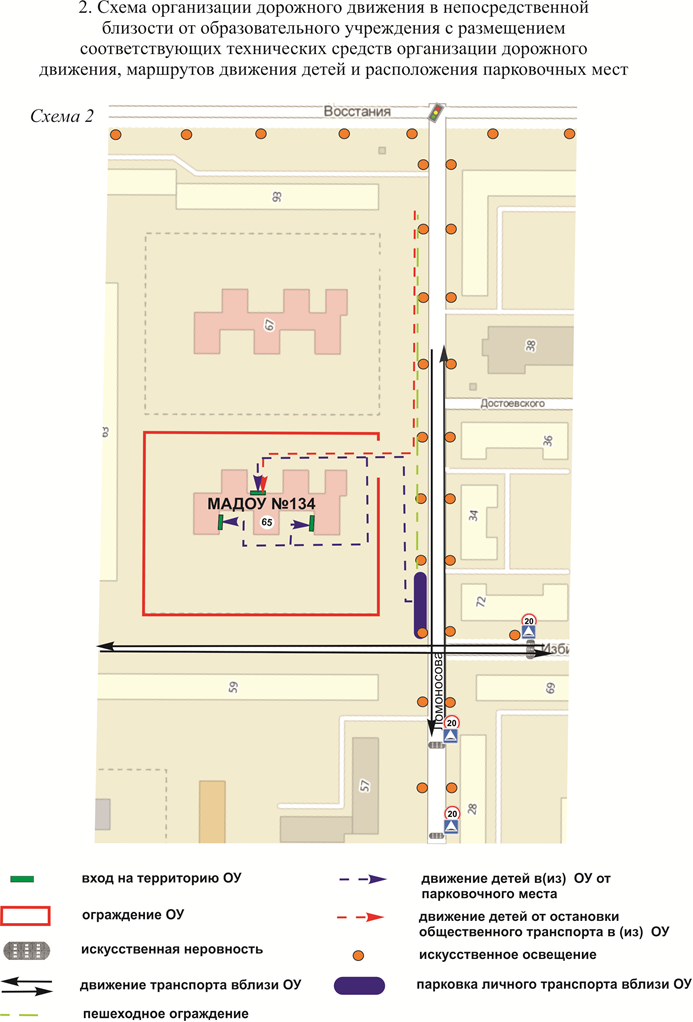 2. Схема организации дорожного движения в непосредственной
близости от образовательного учреждения с размещением
соответствующих технических средств организации дорожного
движения, маршрутов движения детей и расположения парковочных мест
Схема 2
Восстания
93
67
38
Достоевского
63
36
МАДОУ №134
65
34
72
20
Изби
Ломоносова
59
69
20
57
28
20
вход на территорию ОУ
ограждение ОУ
искусственная неровность
движение транспорта вблизи ОУ
пешеходное ограждение
движение детей в(из) ОУ от
парковочного места
движение детей от остановки
общественного транспорта в (из) ОУ
искусственное освещение
парковка личного транспорта вблизи ОУ